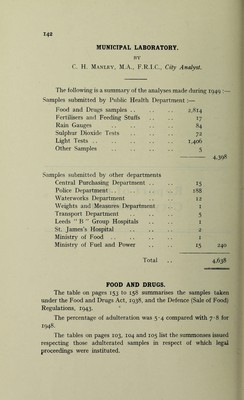 142
MUNICIPAL LABORATORY.
BY
C. H. MANLEY, M.A., F.R.I.C., City Analyst.
The following is a summary of the analyses made during 1949 :—
Samples submitted by Public Health Department :—
Food and Drugs samples .. .. .. 2,814
Fertilisers and Feeding Stuffs .. .. 17
Rain Gauges .. .. .. .. 84
Sulphur Dioxide Tests .. .. .. 72
Light Tests .. .. .. .. .. 1,406
Other Samples .. .. .. .. 5
4,398
Samples submitted by other departments
Central Purchasing Department .. .. 15
Police Department .. .. .. .. 188
Waterworks Department .. .. 12
Weights and Measures Department .. 1
Transport Department .. .. .. 5
Leeds “ B ” Group Hospitals .. .. 1
St. James's Hospital .. .. .. 2
Ministry of Food .. .. .. .. 1
Ministry of Fuel and Power .. .. 15 240
Total .. 4,638
FOOD AND DRUGS.
The table on pages 153 to 158 summarises the samples taken
under the Food and Drugs Act, 1938, and the Defence (Sale of Food)
Regulations, 1943.
The percentage of adulteration was 5·4 compared with 7·8 for
1948.
The tables on pages 103, 104 and 105 list the summonses issued
respecting those adulterated samples in respect of which legal
proceedings were instituted.